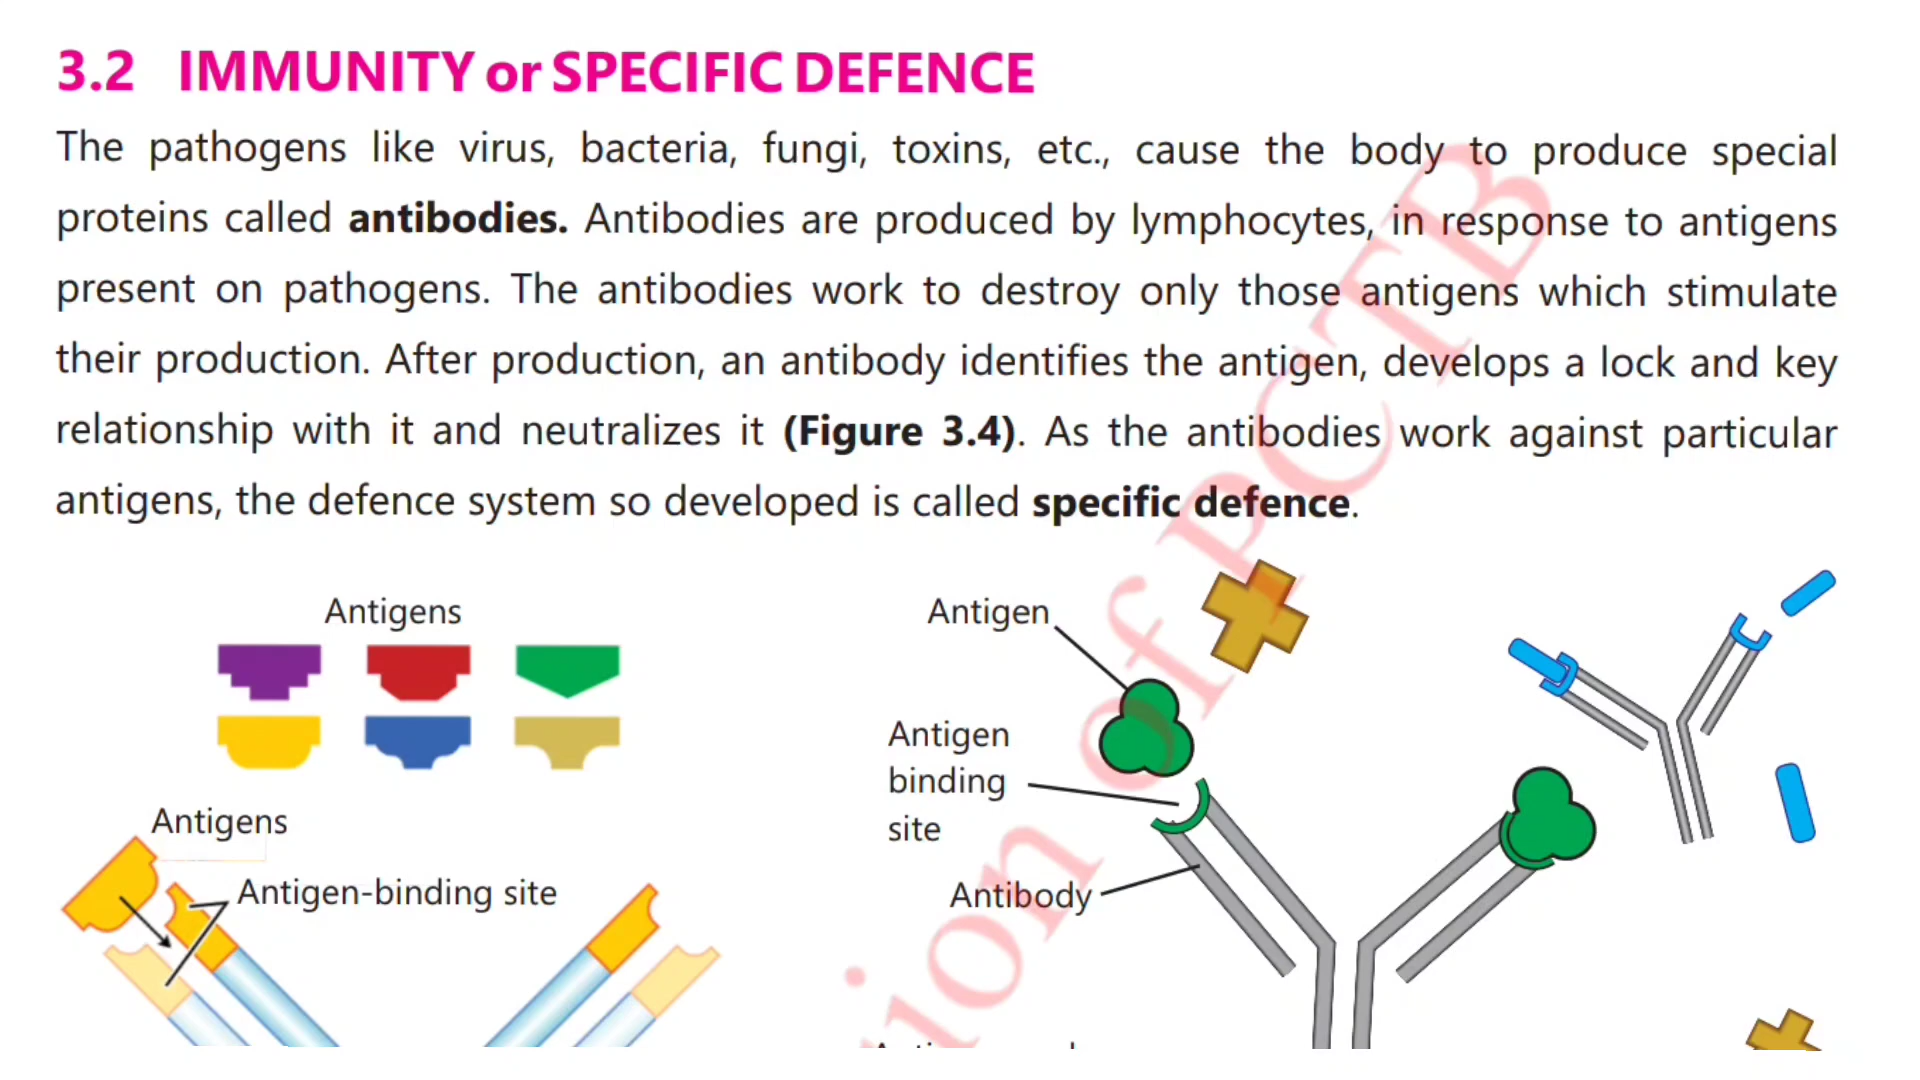 3.2 IMMUNITY or SPECIFIC DEFENCE
The pathogens like virus, bacteria, fungi, toxins, etc., cause the body to produce special
proteins called antibodies. Antibodies are produced by lymphocytes, in response to antigens
present on pathogens. The antibodies work to destroy only those antigens which stimulate
their production. After production, an antibody identifies the antigen, develops a lock and key
relationship with it and neutralizes it (Figure 3.4). As the antibodies work against particular
antigens, the defence system so developed is called specific defence.
Antigens
Antigens
Antigen-binding site
Antigen
Antigen
binding
site
Antibody
of PCTB